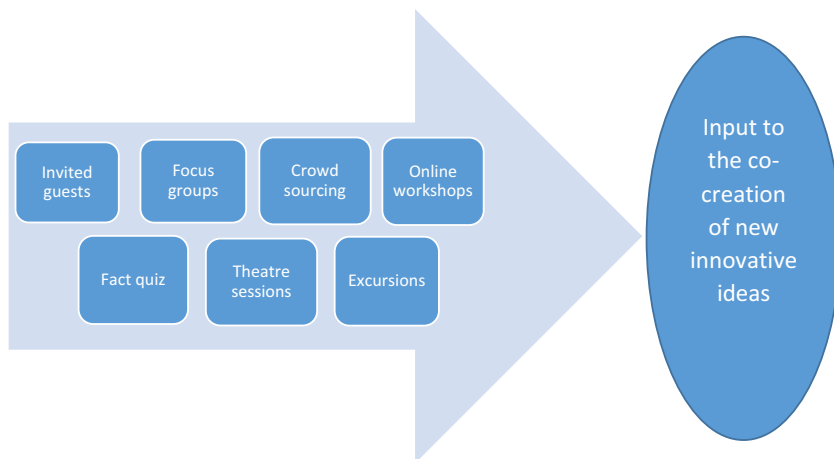 Invited
guests
Focus
groups
Crowd
sourcing
Online
workshops
Fact quiz
Theatre
sessions
Excursions
Input to
the co-
creation
of new
innovative
ideas